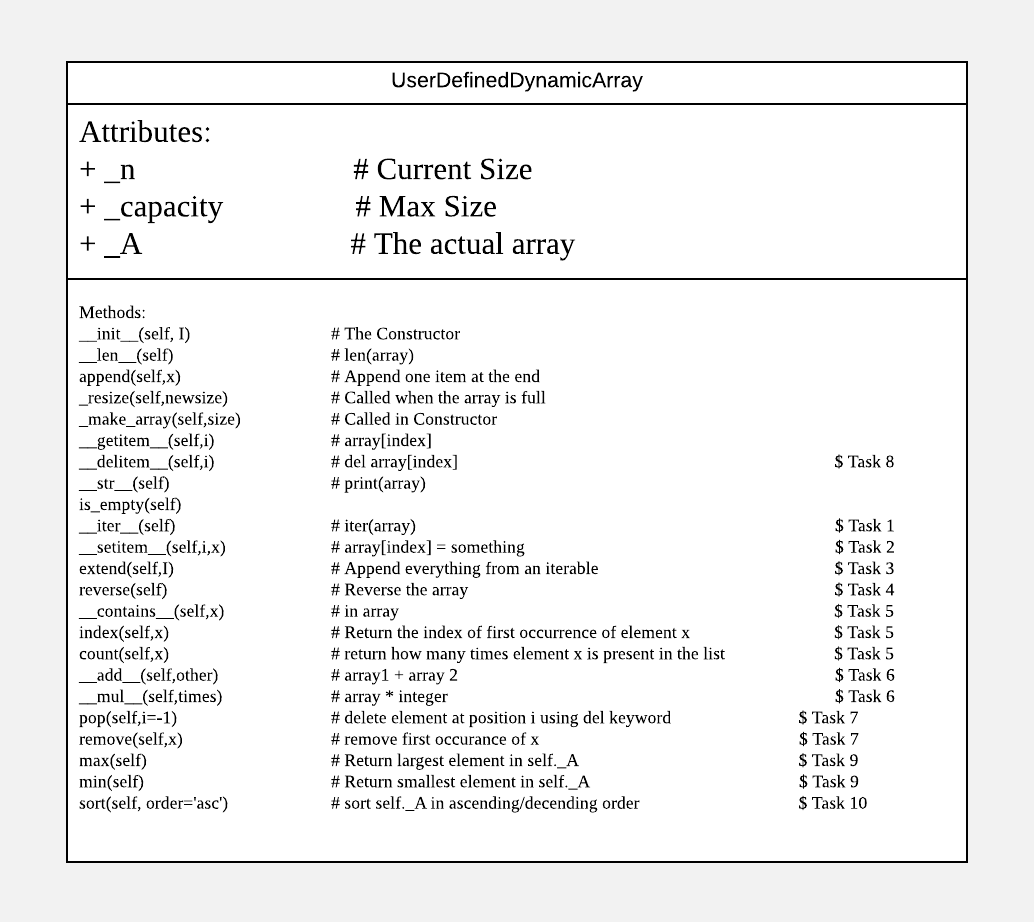 UserDefinedDynamicArray
Attributes:
+ _n # Current Size
+ _capacity # Max Size
+ _A # The actual array
Methods:
__init__(self, I) # The Constructor
__len__(self) # len(array)
append(self,x) # Append one item at the end
_resize(self,newsize) # Called when the array is full
_make_array(self,size) # Called in Constructor
__getitem__(self,i) # array[index]
__delitem__(self,i) # del array[index] $ Task 8
__str__(self) # print(array)
is_empty(self)
__iter__(self) # iter(array) $ Task 1
__setitem__(self,i,x) # array[index] = something $ Task 2
extend(self,I) # Append everything from an iterable $ Task 3
reverse(self) # Reverse the array $ Task 4
__contains__(self,x) # in array $ Task 5
index(self,x) # Return the index of first occurrence of element x $ Task 5
count(self,x) # return how many times element x is present in the list $ Task 5
__add__(self,other) # array1 + array 2 $ Task 6
__mul__(self,times) # array * integer $ Task 6
pop(self,i=-1) # delete element at position i using del keyword $ Task 7
remove(self,x) # remove first occurance of x $ Task 7
max(self) # Return largest element in self._A $ Task 9
min(self) # Return smallest element in self._A $ Task 9
sort(self, order='asc') # sort self._A in ascending/decending order $ Task 10